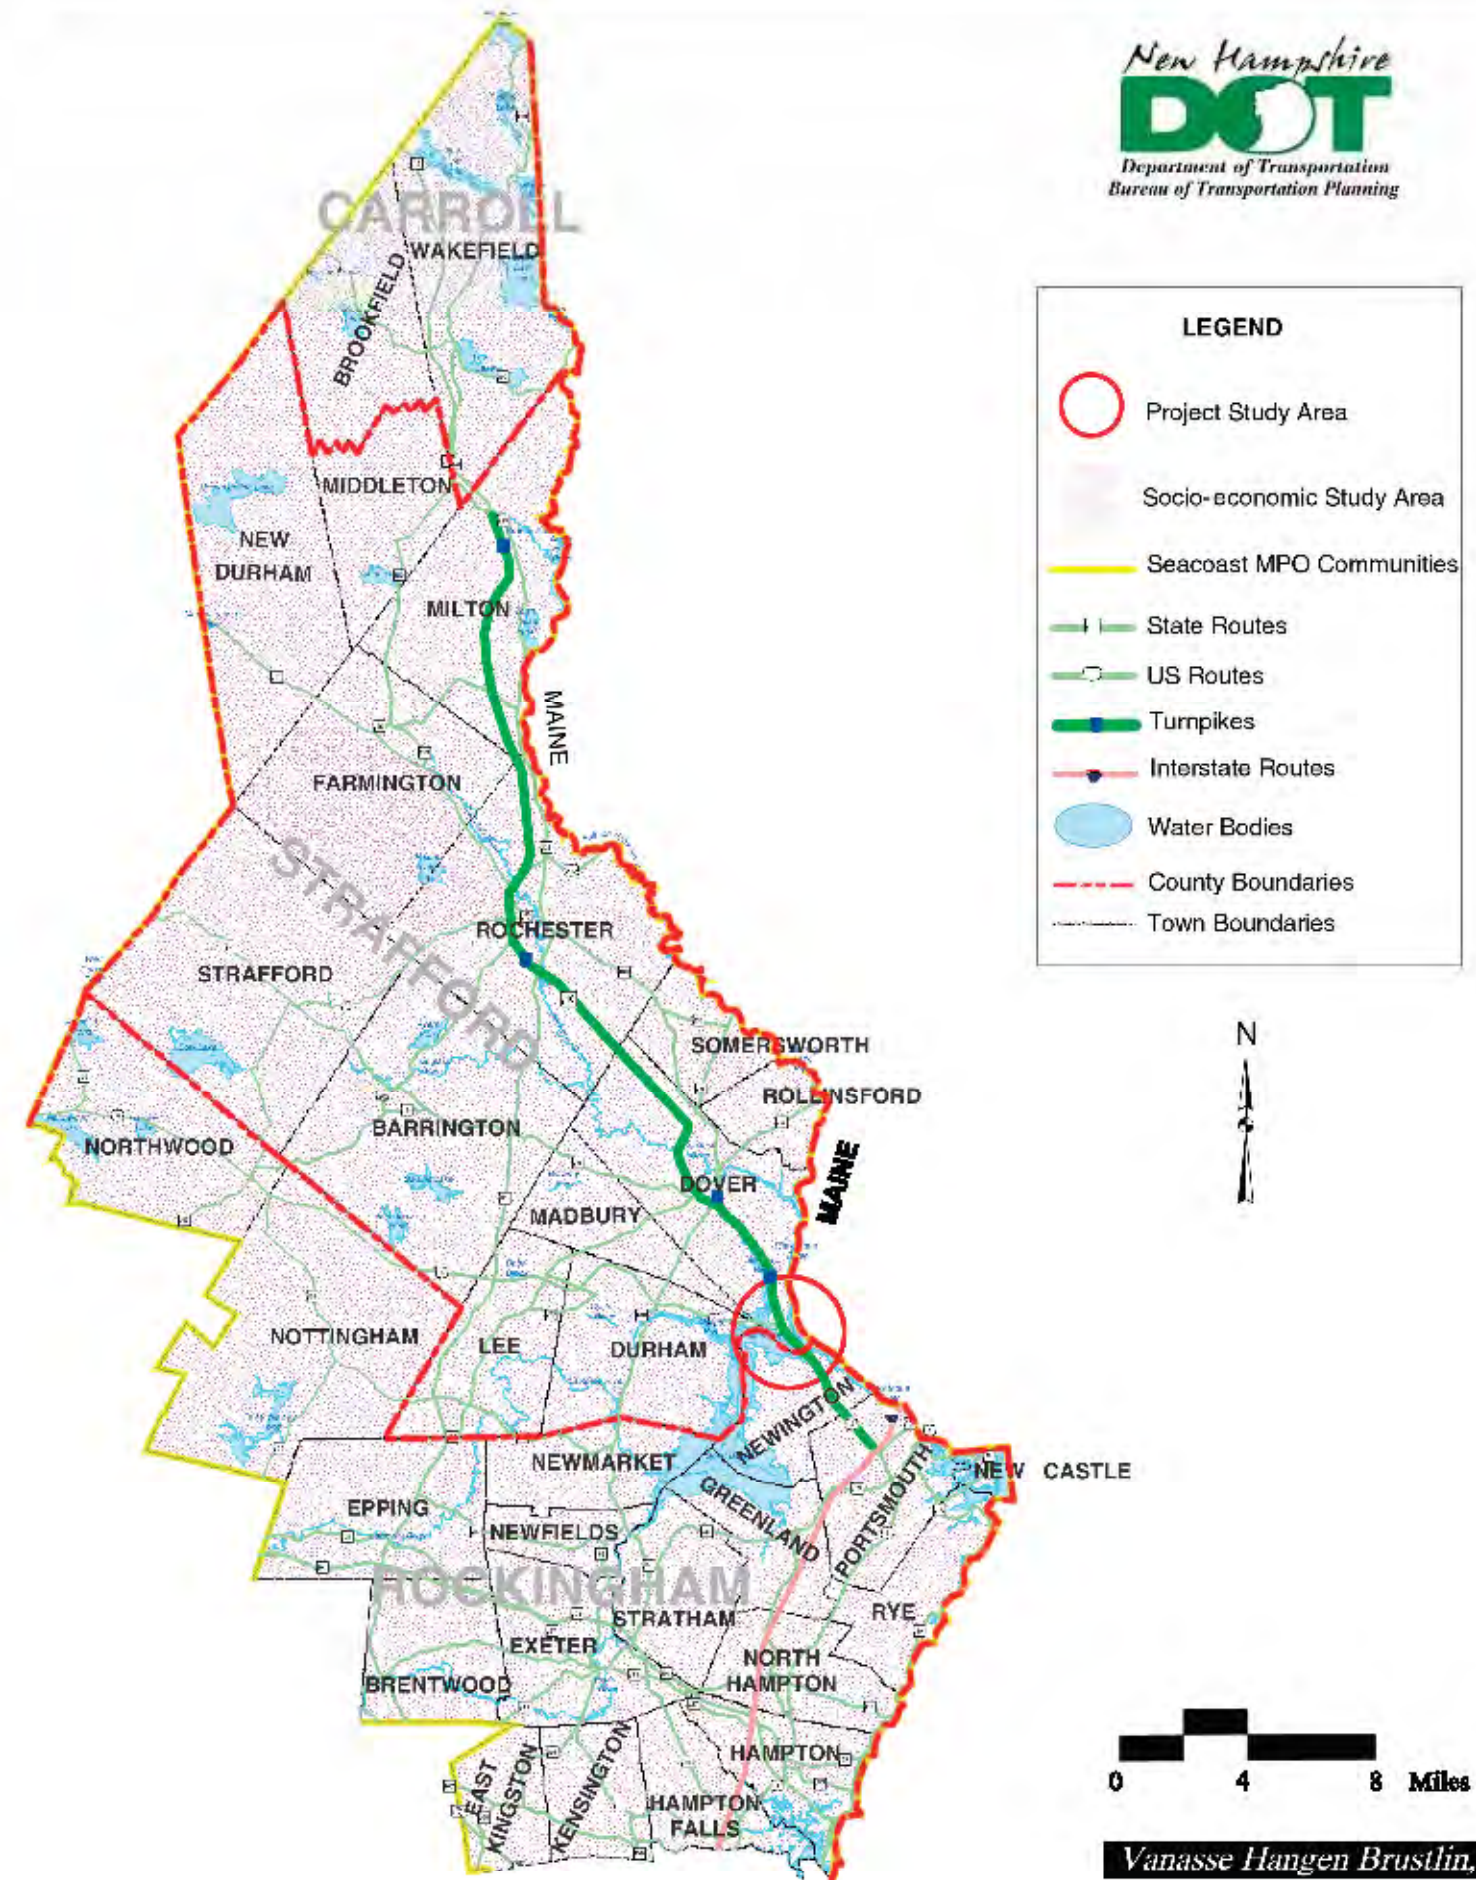 New Hampshire
DOT
Department of Transportation
Bureau of Transportation Planning
LEGEND
Project Study Area
Socio-economic Study Area
Seacoast MPO Communities
State Routes
US Routes
Turnpikes
Interstate Routes
Water Bodies
County Boundaries
Town Boundaries
N
CARROLL
WAKEFIELD
BROOKFIELD
MIDDLETON
NEW
DURHAM
MILTON
MAINE
FARMINGTON
STRAFFORD
ROCHESTER
STRAFFORD
SOMERSWORTH
ROLLINSFORD
BARRINGTON
NORTHWOOD
MAINE
DOVER
MADBURY
NOTTINGHAM
LEE
DURHAM
NEWINGTON
NEWMARKET
NEW CASTLE
GREENLAND
PORTSMOUTH
EPPING
NEWFIELDS
ROCKINGHAM
STRATHAM
RYE
EXETER
NORTH
HAMPTON
BRENTWOOD
HAMPTON
EAST
KINGSTON
KENSINGTON
HAMPTON
FALLS
0 4 8 Miles
Vanasse Hangen Brustlin,